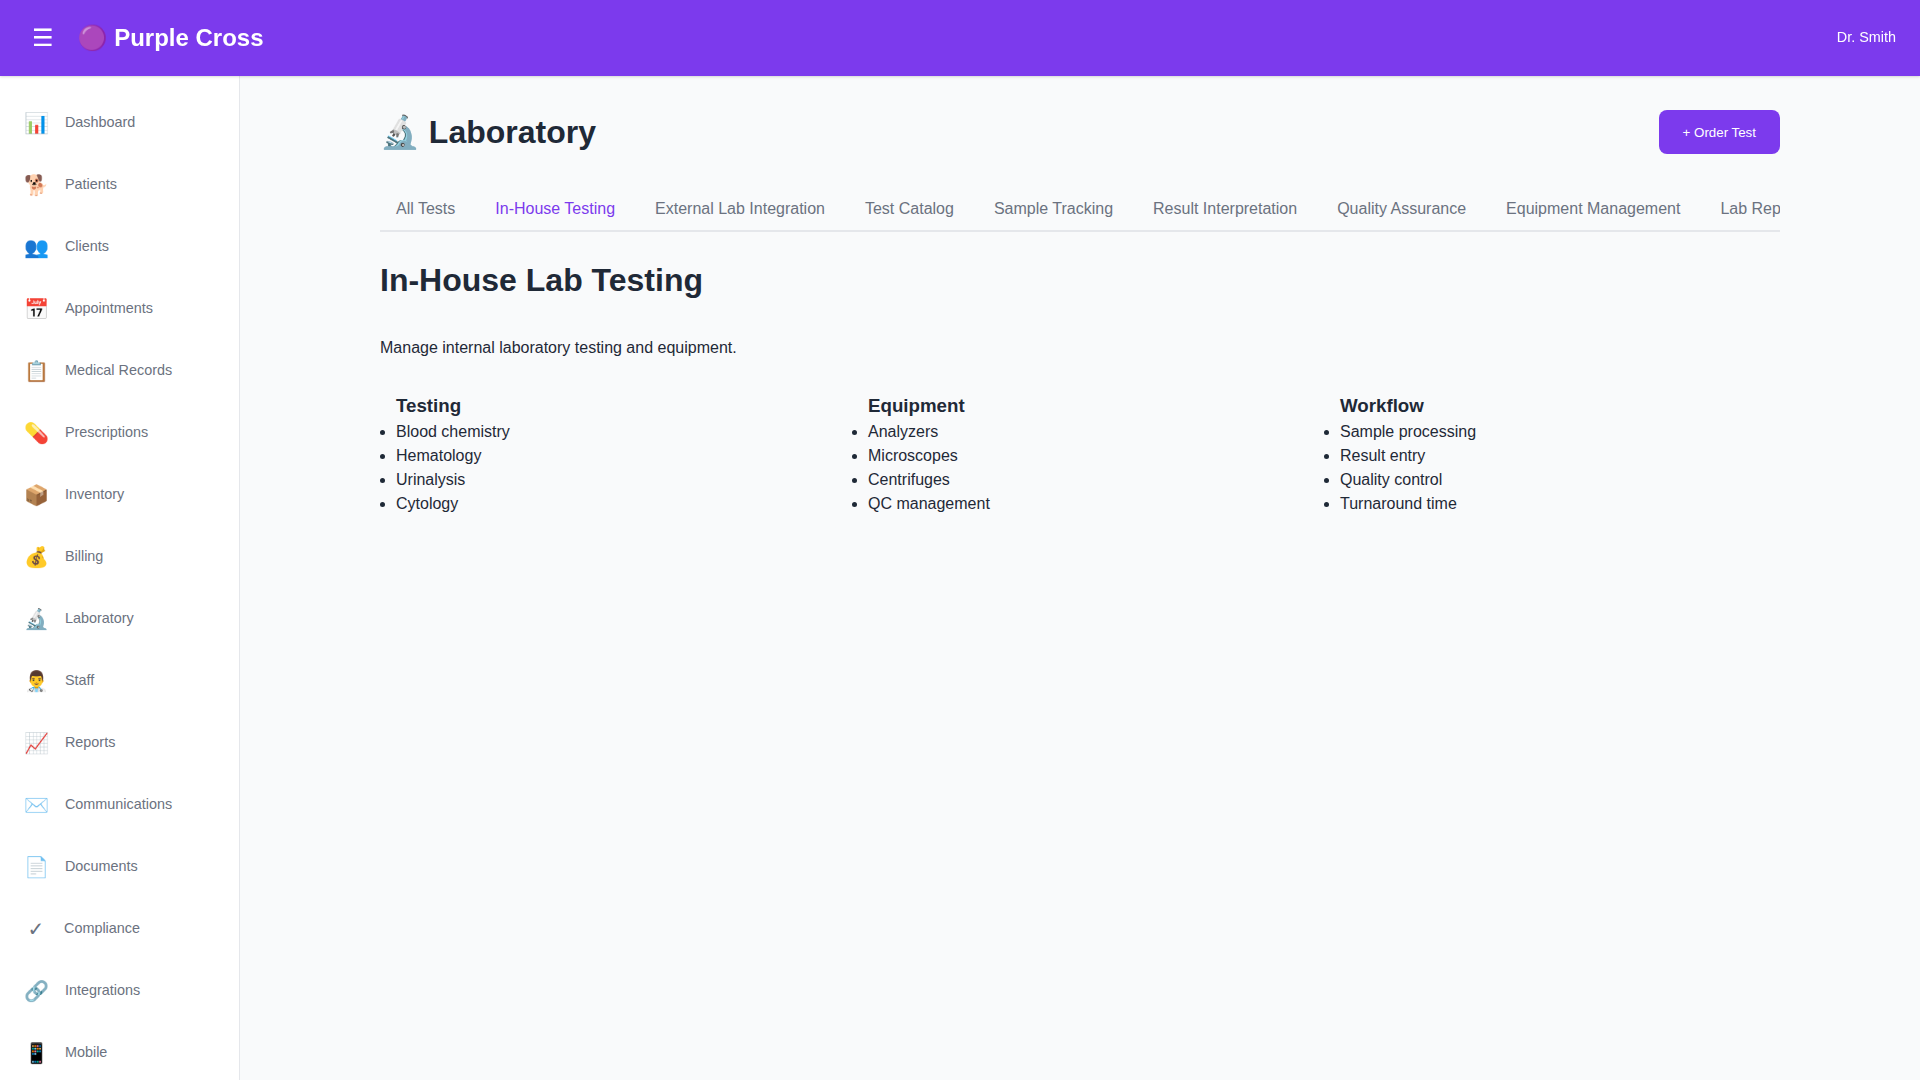 ☰ Purple Cross
Dr. Smith
Dashboard
Patients
Clients
Appointments
Medical Records
Prescriptions
Inventory
Billing
Laboratory
Staff
Reports
Communications
Documents
✓ Compliance
Integrations
Mobile
Laboratory
+ Order Test
All Tests
In-House Testing
External Lab Integration
Test Catalog
Sample Tracking
Result Interpretation
Quality Assurance
Equipment Management
Lab Rep
In-House Lab Testing
Manage internal laboratory testing and equipment.
Testing
• Blood chemistry
• Hematology
• Urinalysis
• Cytology
Equipment
• Analyzers
• Microscopes
• Centrifuges
• QC management
Workflow
• Sample processing
• Result entry
• Quality control
• Turnaround time